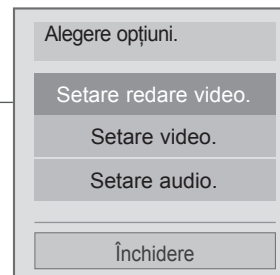 Alegere opțiuni.
Setare redare video.
Setare video.
Setare audio.
Închidere